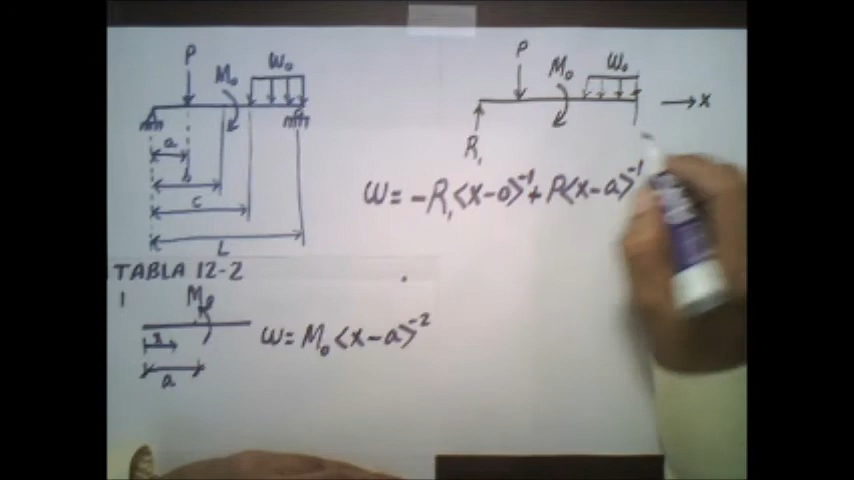 P
M₀
W₀
a
b
c
L
TABLA 12-2
1
M₀
x
a
w = M₀<x-a>⁻²
P
M₀
W₀
x
R₁
w = -R₁<x-0>⁻¹ + P<x-a>⁻¹